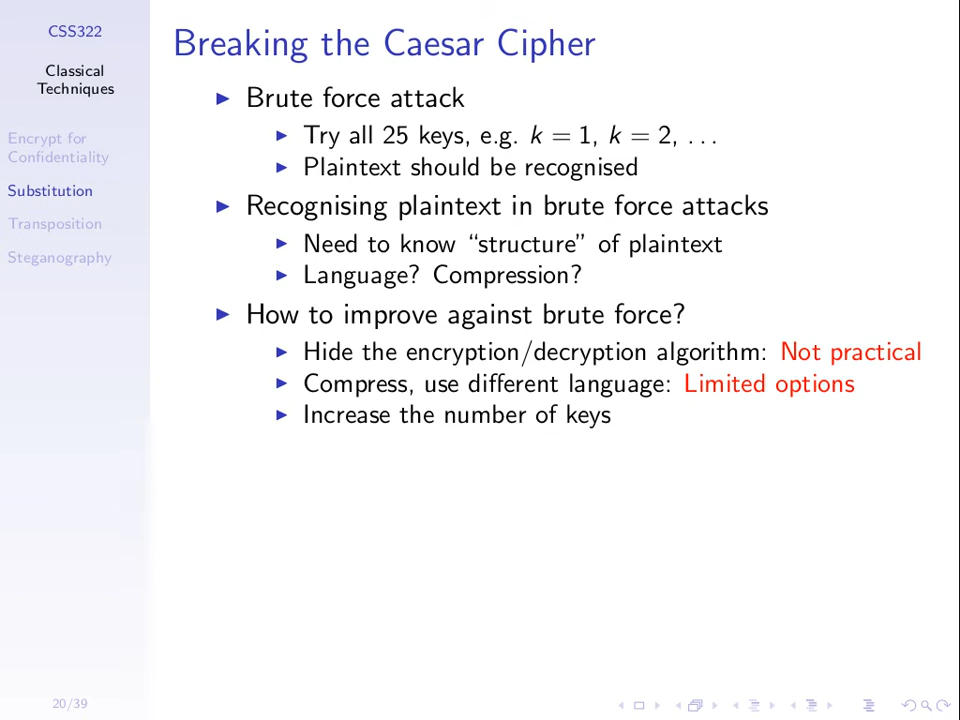 CSS322
Classical
Techniques
Encrypt for
Confidentiality
Substitution
Transposition
Steganography
20/39
Breaking the Caesar Cipher
Brute force attack
Try all 25 keys, e.g. k = 1, k = 2, . . .
Plaintext should be recognised
Recognising plaintext in brute force attacks
Need to know “structure” of plaintext
Language? Compression?
How to improve against brute force?
Hide the encryption/decryption algorithm: Not practical
Compress, use different language: Limited options
Increase the number of keys